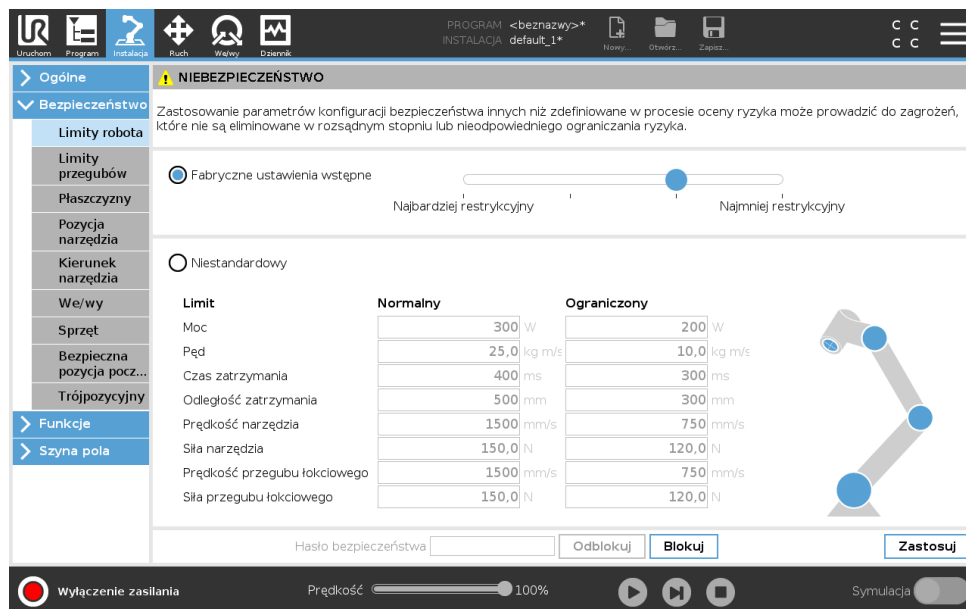 PROGRAM <beznazwy>*
INSTALACJA default_1*
UR
Uruchom Program Instalacja Ruch We/wy Dziennik
Nowy... Otwórz... Zapisz...
C C
C C
Ogólne
Bezpieczeństwo
Limity robota
Limity
przegubów
Płaszczyzny
Pozycja
narzędzia
Kierunek
narzędzia
We/wy
Sprzęt
Bezpieczna
pozycja pocz...
Trójpozycyjny
Funkcje
Szyna pola
NIEBEZPIECZEŃSTWO
Zastosowanie parametrów konfiguracji bezpieczeństwa innych niż zdefiniowane w procesie oceny ryzyka może prowadzić do zagrożeń,
które nie są eliminowane w rozsądnym stopniu lub nieodpowiedniego ograniczania ryzyka.
Fabryczne ustawienia wstępne
Najbardziej restrykcyjny Najmniej restrykcyjny
Niestandardowy
Limit Normalny Ograniczony
Moc 300 W 200 W
Pęd 25,0 kg m/s 10,0 kg m/s
Czas zatrzymania 400 ms 300 ms
Odległość zatrzymania 500 mm 300 mm
Prędkość narzędzia 1500 mm/s 750 mm/s
Siła narzędzia 150,0 N 120,0 N
Prędkość przegubu łokciowego 1500 mm/s 750 mm/s
Siła przegubu łokciowego 150,0 N 120,0 N
Hasło bezpieczeństwa Odblokuj Blokuj Zastosuj
Wyłączenie zasilania Prędkość 100% Symulacja